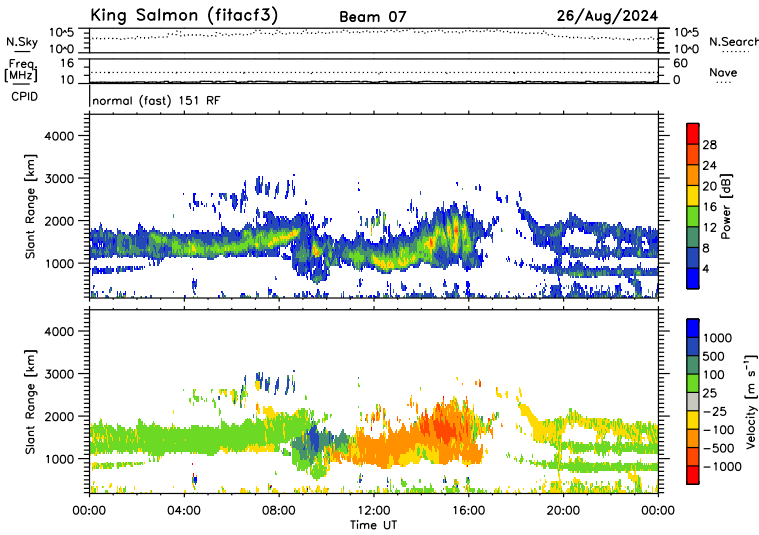 King Salmon (fitacf3) Beam 07 26/Aug/2024
N.Sky 10^5 10^0 10^5 10^0 N.Search
Freq. [MHz] 16 10 60 0 Nave
CPID normal (fast) 151 RF
Slant Range [km] 4000 3000 2000 1000
Power [dB] 28 24 20 16 12 8 4
Slant Range [km] 4000 3000 2000 1000
Velocity [m s⁻¹] 1000 500 100 25 −25 −100 −500 −1000
00:00 04:00 08:00 12:00 16:00 20:00 00:00
Time UT